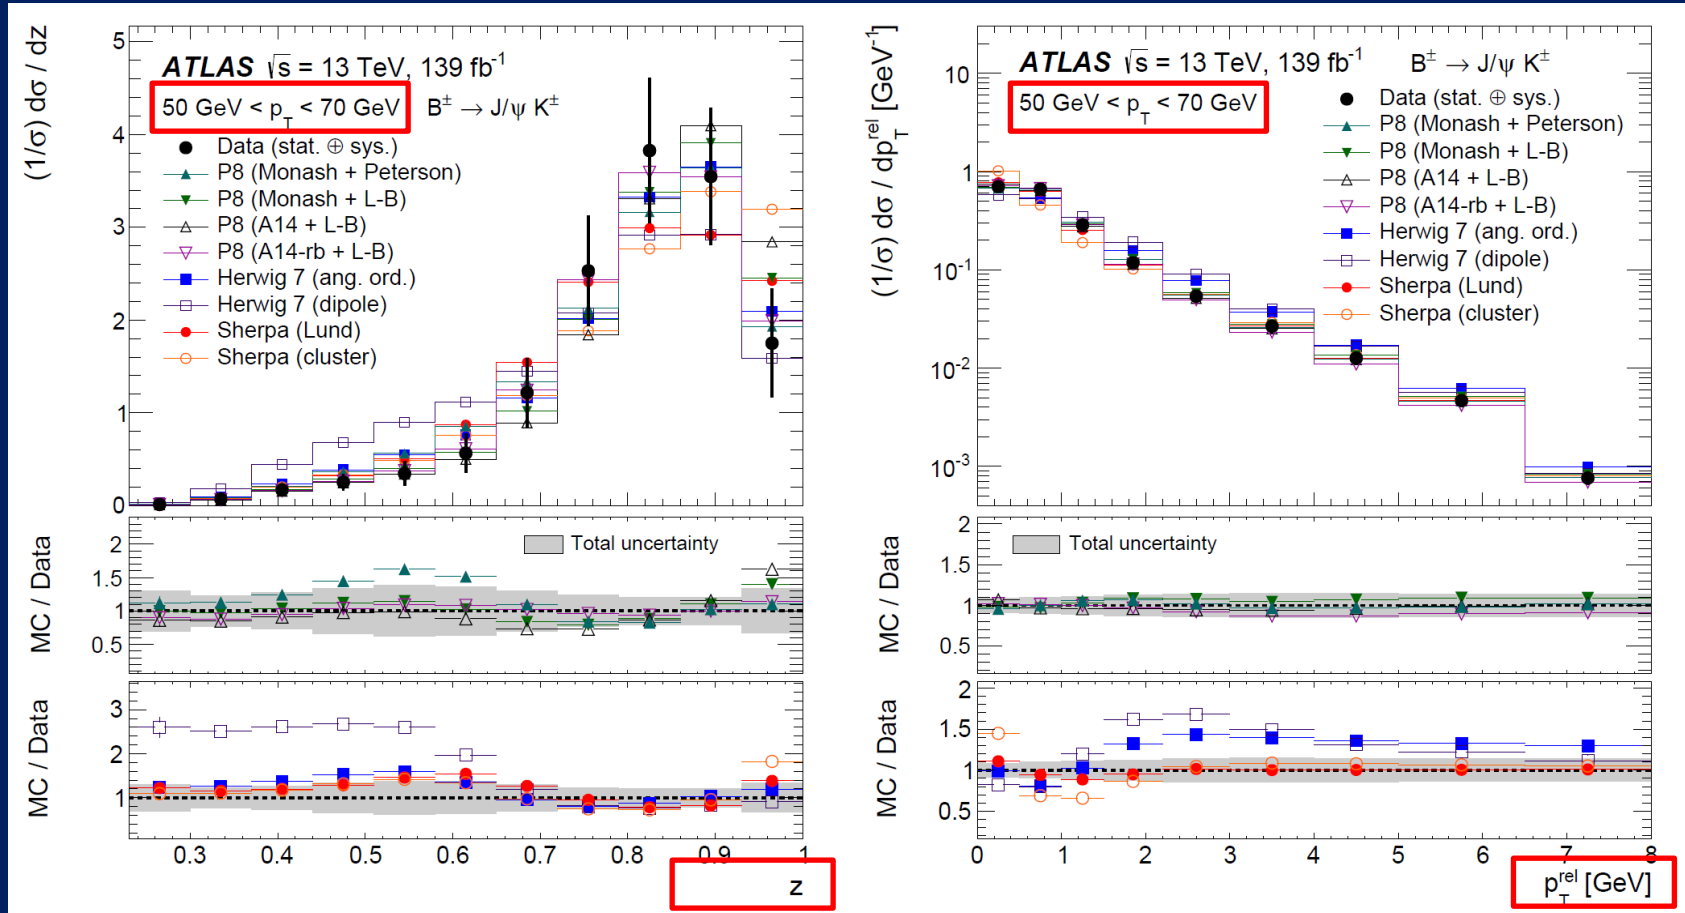 (1/σ) dσ / dz
5
4
3
2
1
0
ATLAS √s = 13 TeV, 139 fb⁻¹
50 GeV < p_T < 70 GeV B± → J/ψ K±
Data (stat. ⊕ sys.)
P8 (Monash + Peterson)
P8 (Monash + L-B)
P8 (A14 + L-B)
P8 (A14-rb + L-B)
Herwig 7 (ang. ord.)
Herwig 7 (dipole)
Sherpa (Lund)
Sherpa (cluster)
MC / Data
2
1.5
1
0.5
Total uncertainty
MC / Data
3
2
1
0.3 0.4 0.5 0.6 0.7 0.8 0.9 1
z
(1/σ) dσ / dp_T^rel [GeV⁻¹]
10
1
10⁻¹
10⁻²
10⁻³
ATLAS √s = 13 TeV, 139 fb⁻¹ B± → J/ψ K±
50 GeV < p_T < 70 GeV
Data (stat. ⊕ sys.)
P8 (Monash + Peterson)
P8 (Monash + L-B)
P8 (A14 + L-B)
P8 (A14-rb + L-B)
Herwig 7 (ang. ord.)
Herwig 7 (dipole)
Sherpa (Lund)
Sherpa (cluster)
MC / Data
2
1.5
1
0.5
Total uncertainty
MC / Data
2
1.5
1
0.5
0 1 2 3 4 5 6 7 8
p_T^rel [GeV]